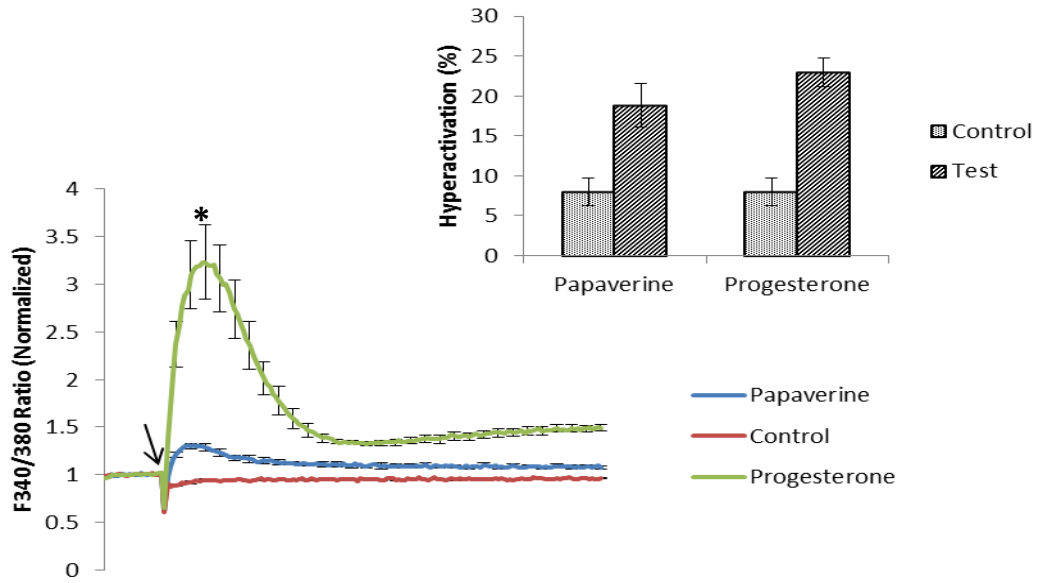 Hyperactivation (%)
30
25
20
15
10
5
0
Papaverine
Progesterone
Control
Test
F340/380 Ratio (Normalized)
4
3.5
3
2.5
2
1.5
1
0.5
0
*
Papaverine
Control
Progesterone